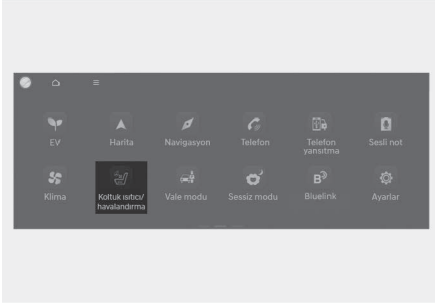 EV
Harita
Navigasyon
Telefon
Telefon
yansıtma
Sesli not
Klima
Koltuk ısıtıcı/
havalandırma
Vale modu
Sessiz modu
Bluelink
Ayarlar